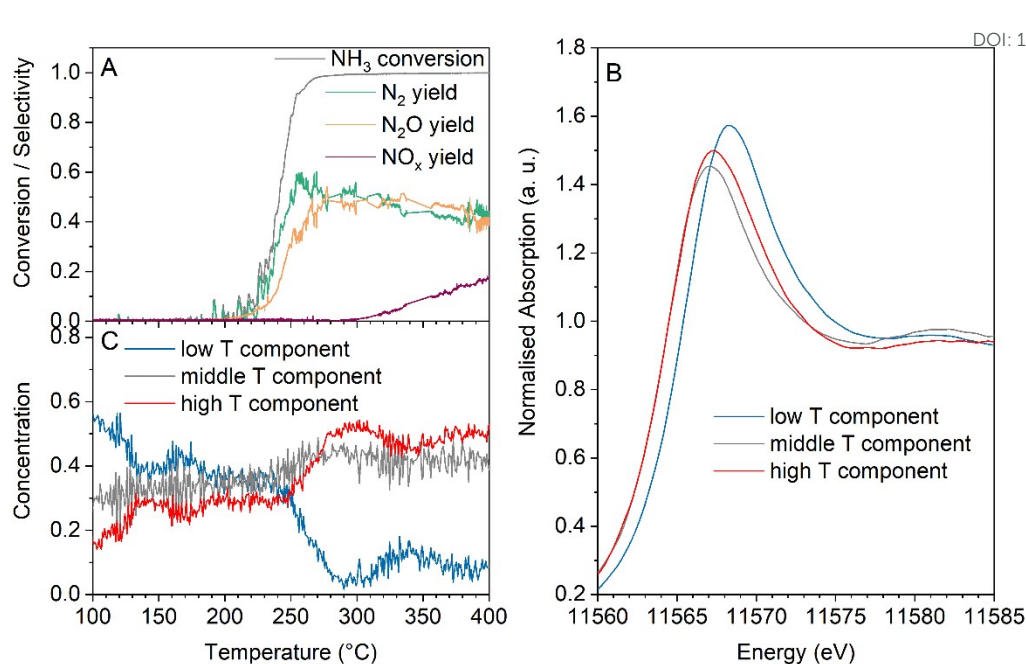 DOI: 1
A
NH₃ conversion
N₂ yield
N₂O yield
NOₓ yield
Conversion / Selectivity
1.0
0.8
0.6
0.4
0.2
0.0
C
low T component
middle T component
high T component
Concentration
0.8
0.6
0.4
0.2
0.0
100 150 200 250 300 350 400
Temperature (°C)
B
Normalised Absorption (a. u.)
1.8
1.6
1.4
1.2
1.0
0.8
0.6
0.4
0.2
low T component
middle T component
high T component
11560 11565 11570 11575 11580 11585
Energy (eV)